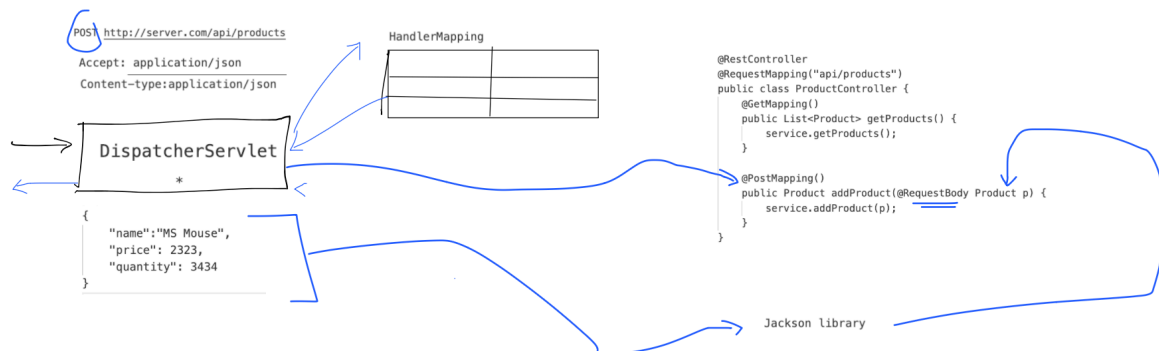 POST http://server.com/api/products
Accept: application/json
Content-type:application/json
HandlerMapping
DispatcherServlet
*
{
"name":"MS Mouse",
"price": 2323,
"quantity": 3434
}
@RestController
@RequestMapping("api/products")
public class ProductController {
@GetMapping()
public List<Product> getProducts() {
service.getProducts();
}
@PostMapping()
public Product addProduct(@RequestBody Product p) {
service.addProduct(p);
}
}
Jackson library